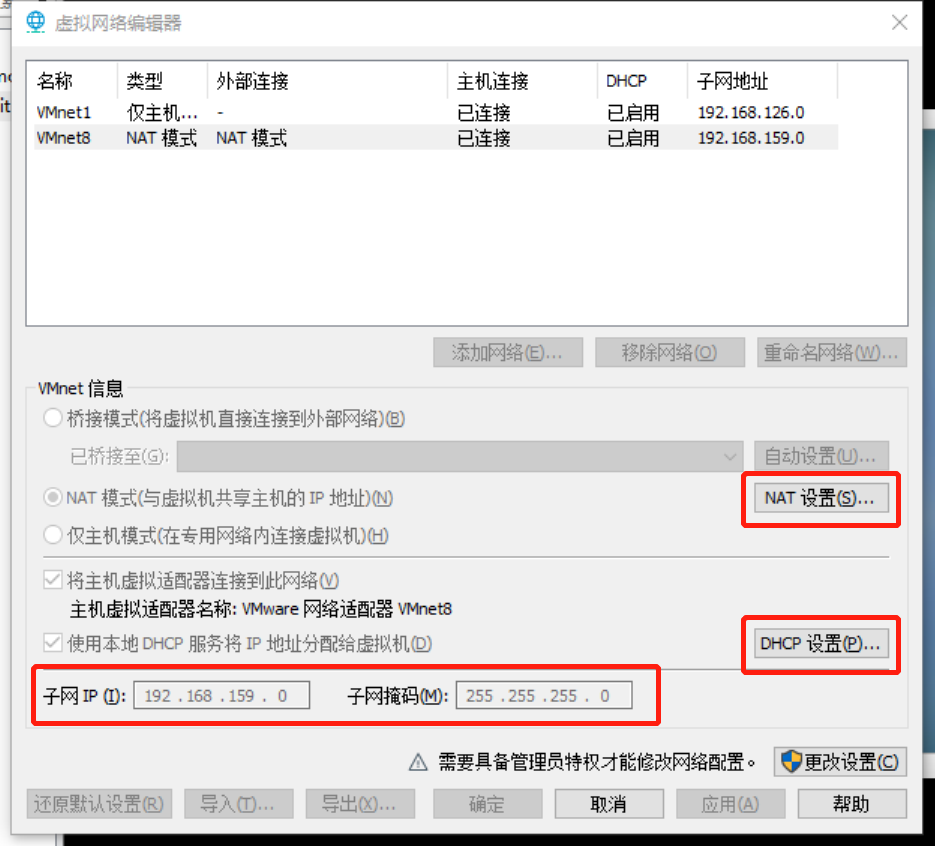 虚拟网络编辑器
名称 类型 外部连接 主机连接 DHCP 子网地址
VMnet1 仅主机... - 已连接 已启用 192.168.126.0
VMnet8 NAT 模式 NAT 模式 已连接 已启用 192.168.159.0
添加网络(E)... 移除网络(O) 重命名网络(W)...
VMnet 信息
桥接模式(将虚拟机直接连接到外部网络)(B)
已桥接至(G): 自动设置(U)...
NAT 模式(与虚拟机共享主机的 IP 地址)(N) NAT 设置(S)...
仅主机模式(在专用网络内连接虚拟机)(H)
将主机虚拟适配器连接到此网络(V)
主机虚拟适配器名称: VMware 网络适配器 VMnet8
使用本地 DHCP 服务将 IP 地址分配给虚拟机(D) DHCP 设置(P)...
子网 IP (I): 192 . 168 . 159 . 0 子网掩码(M): 255 . 255 . 255 . 0
需要具备管理员特权才能修改网络配置。 更改设置(C)
还原默认设置(R) 导入(T)... 导出(X)... 确定 取消 应用(A) 帮助